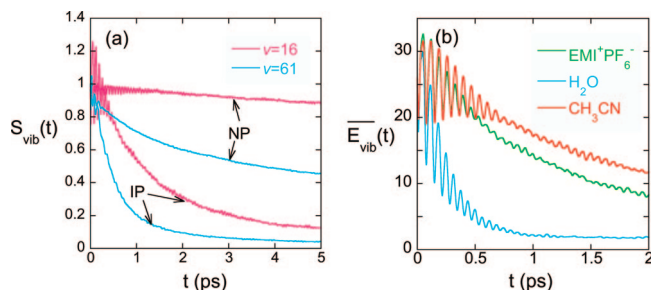 (a)
1.4
1.2
1
0.8
0.6
0.4
0.2
0
S_vib(t)
v=16
v=61
NP
IP
0 1 2 3 4 5
t (ps)
(b)
30
20
10
0
E_vib(t)
EMI⁺PF₆⁻
H₂O
CH₃CN
0 0.5 1 1.5 2
t (ps)